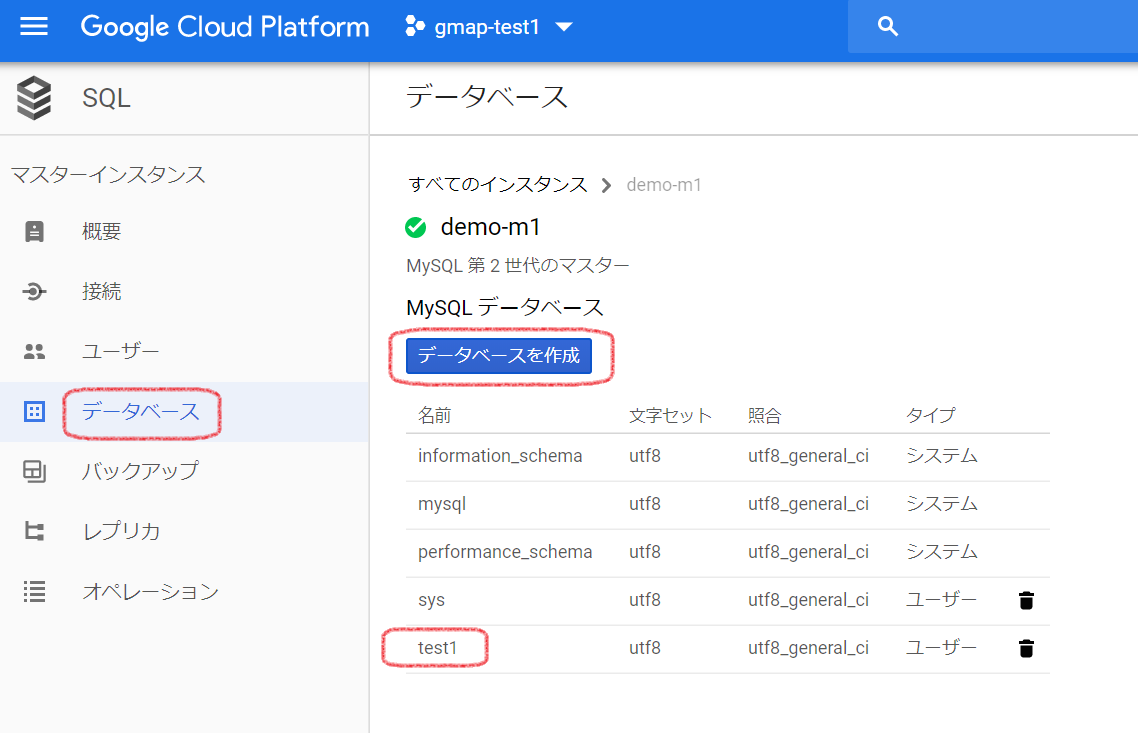 Google Cloud Platform gmap-test1
SQL
データベース
マスターインスタンス
概要
接続
ユーザー
データベース
バックアップ
レプリカ
オペレーション
すべてのインスタンス demo-m1
demo-m1
MySQL 第 2 世代のマスター
MySQL データベース
データベースを作成
名前 文字セット 照合 タイプ
information_schema utf8 utf8_general_ci システム
mysql utf8 utf8_general_ci システム
performance_schema utf8 utf8_general_ci システム
sys utf8 utf8_general_ci ユーザー
test1 utf8 utf8_general_ci ユーザー